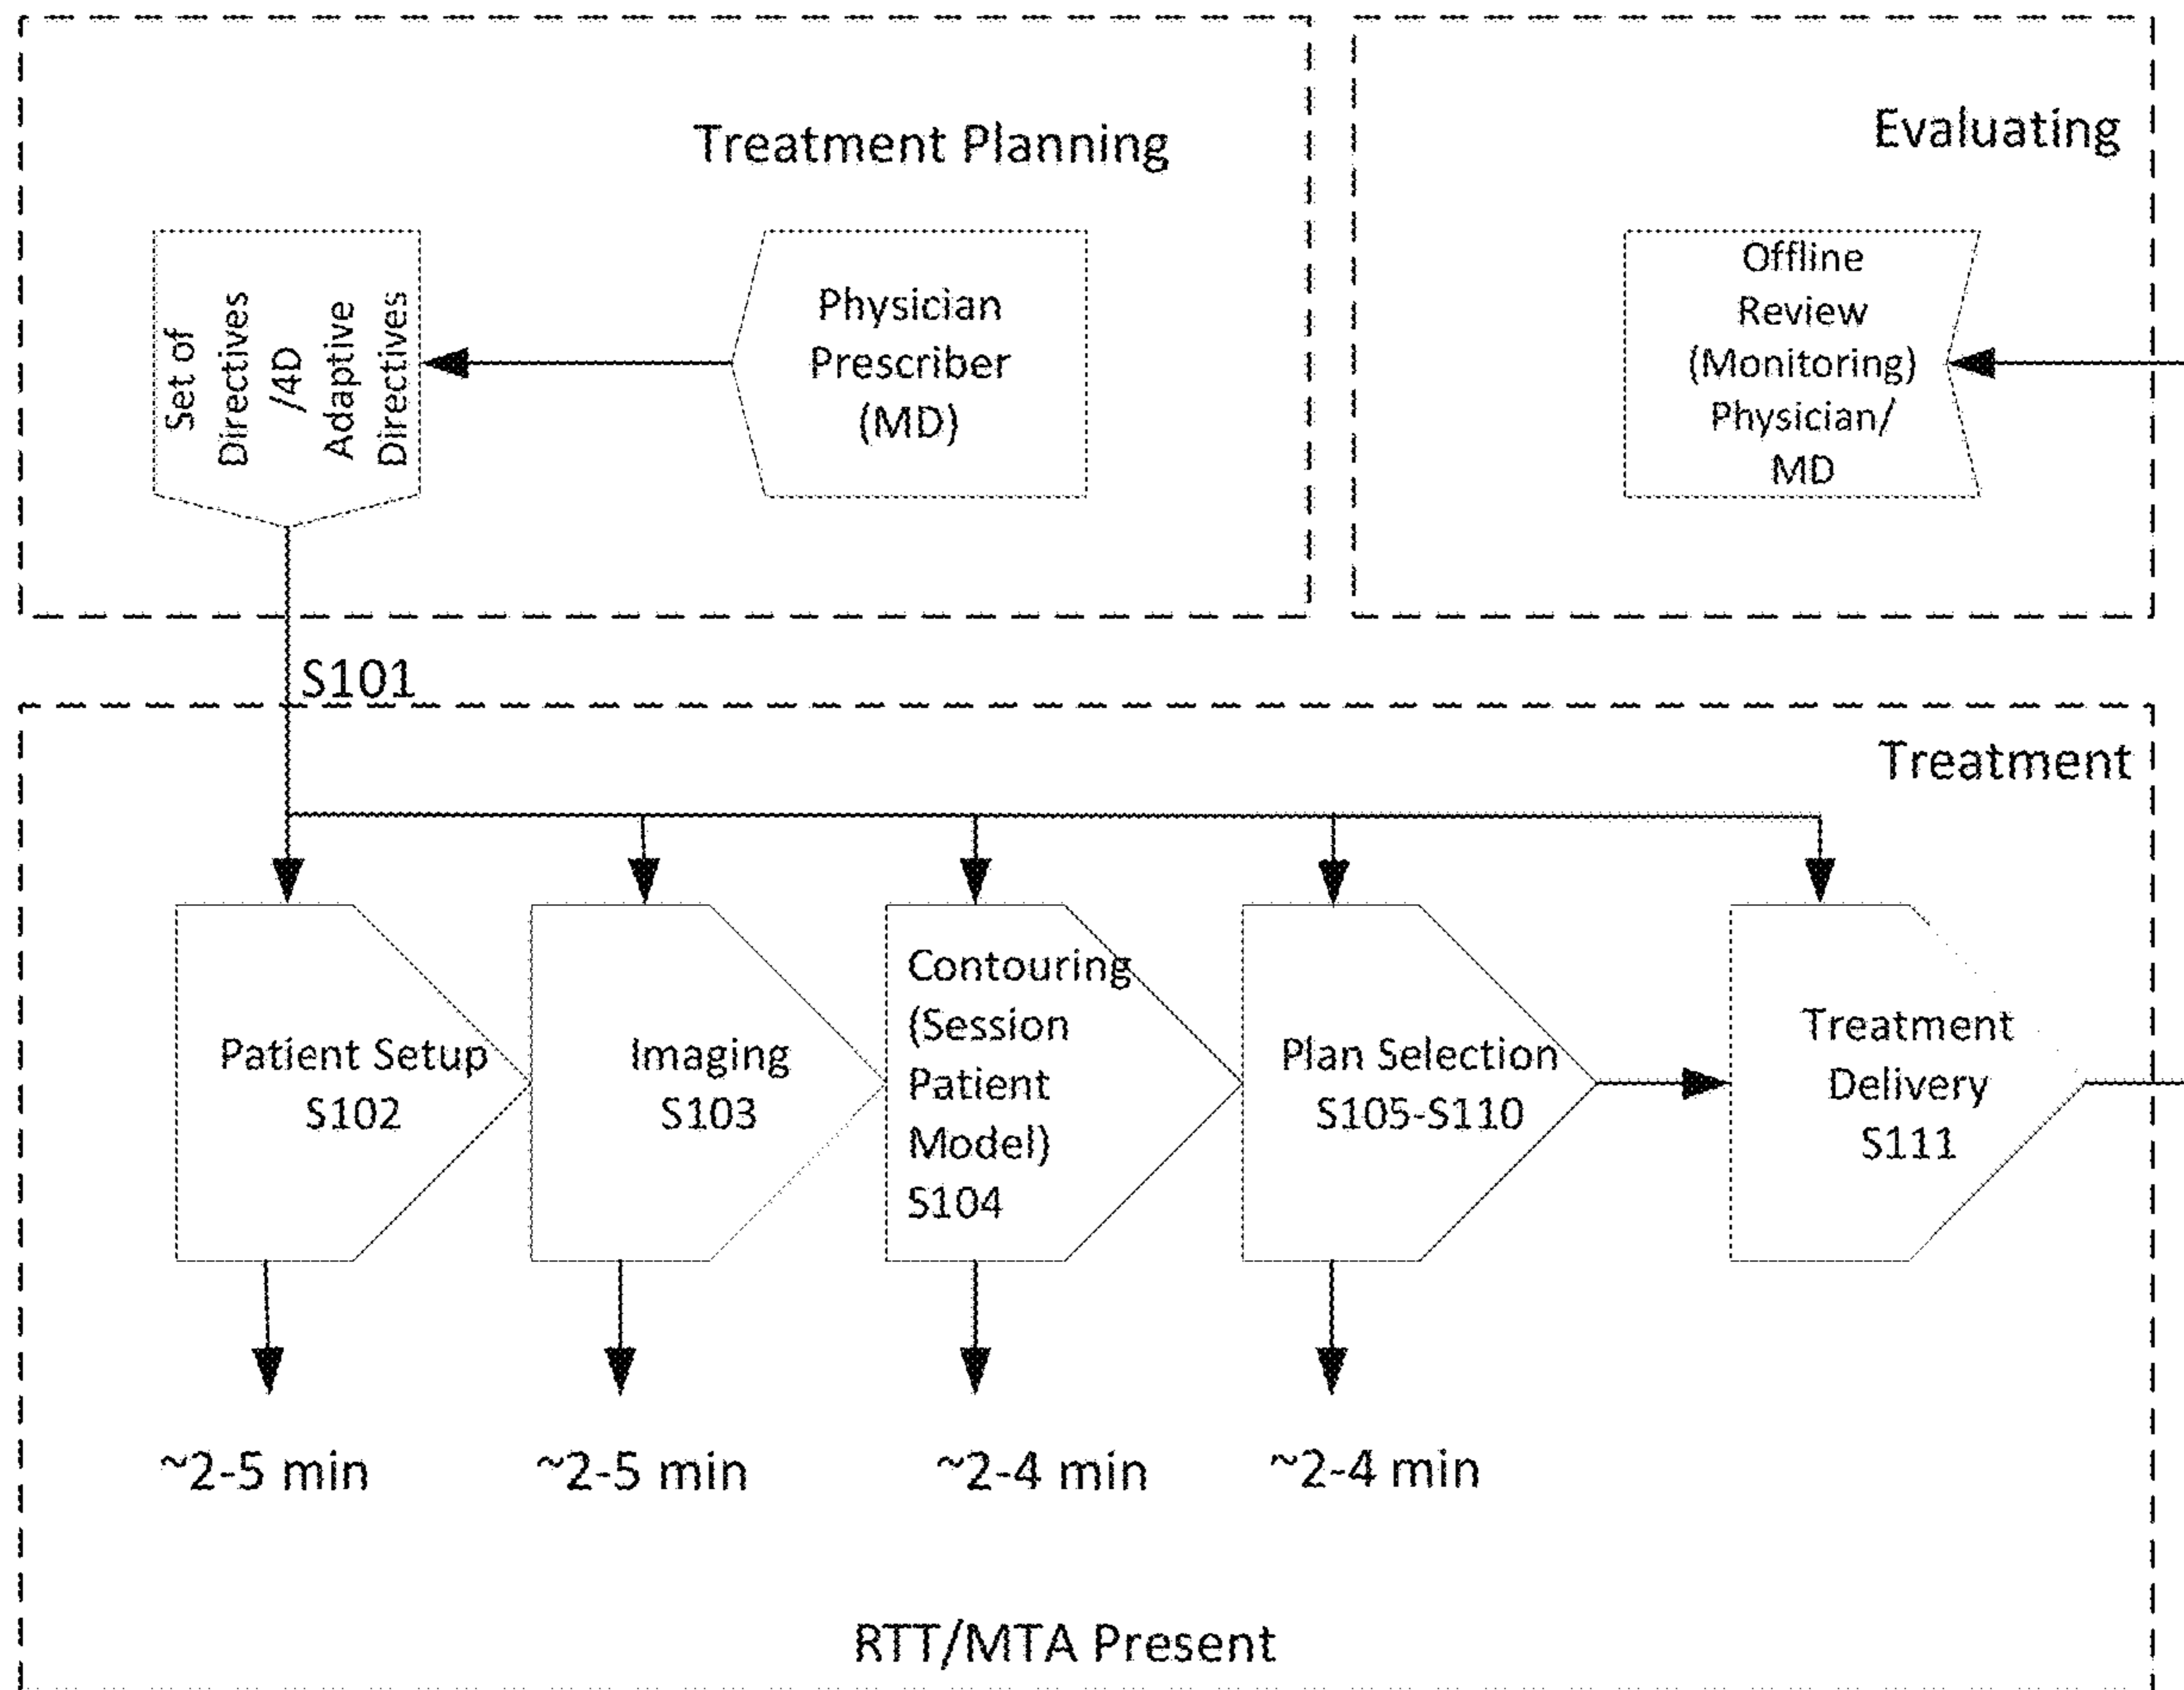 Treatment Planning
Set of
Directives
/4D
Adaptive
Directives
Physician
Prescriber
(MD)
Evaluating
Offline
Review
(Monitoring)
Physician/
MD
S101
Treatment
Patient Setup
S102
Imaging
S103
Contouring
(Session
Patient
Model)
S104
Plan Selection
S105-S110
Treatment
Delivery
S111
~2-5 min
~2-5 min
~2-4 min
~2-4 min
RTT/MTA Present